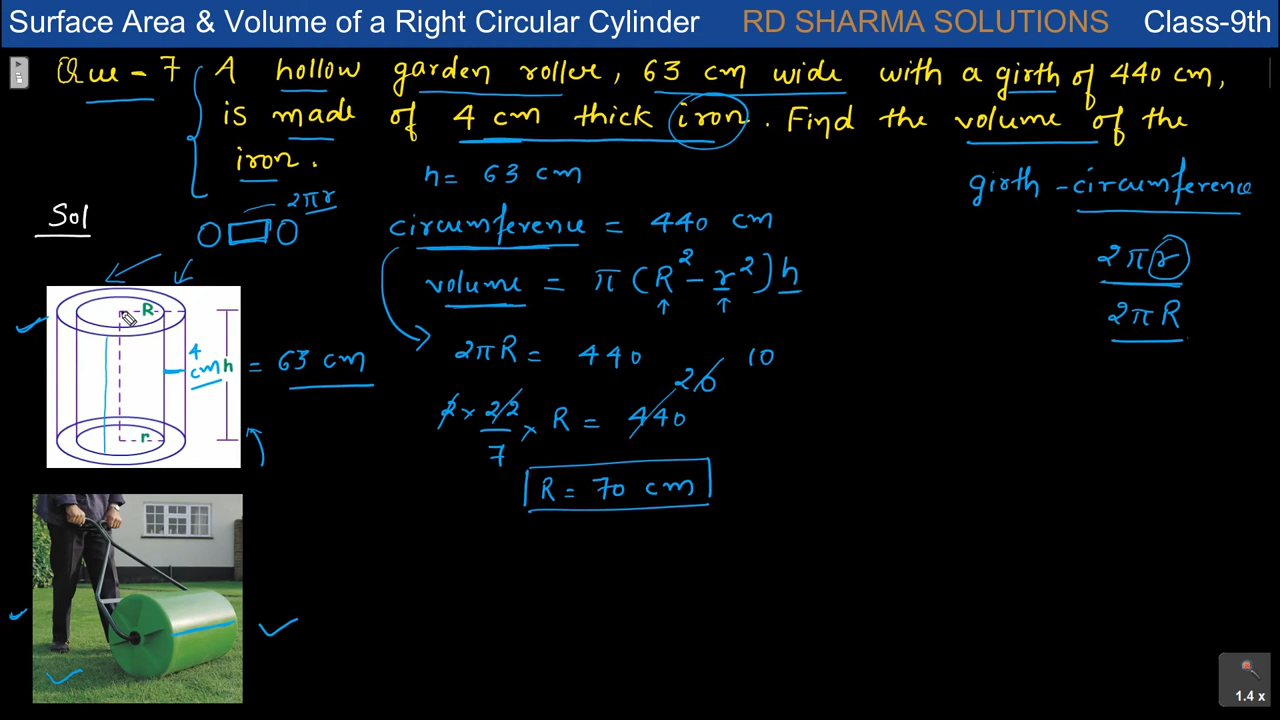 Surface Area & Volume of a Right Circular Cylinder RD SHARMA SOLUTIONS Class-9th
Que - 7 A hollow garden roller, 63 cm wide with a girth of 440 cm,
is made of 4 cm thick iron. Find the volume of the
iron.
h = 63 cm
girth - circumference
Sol
2πr
circumference = 440 cm
2πr
volume = π (R² - r²) h
2πR
R
4 cm
h = 63 cm
r
2πR = 440
20 10
2 × 22/7 × R = 440
R = 70 cm
1.4 x